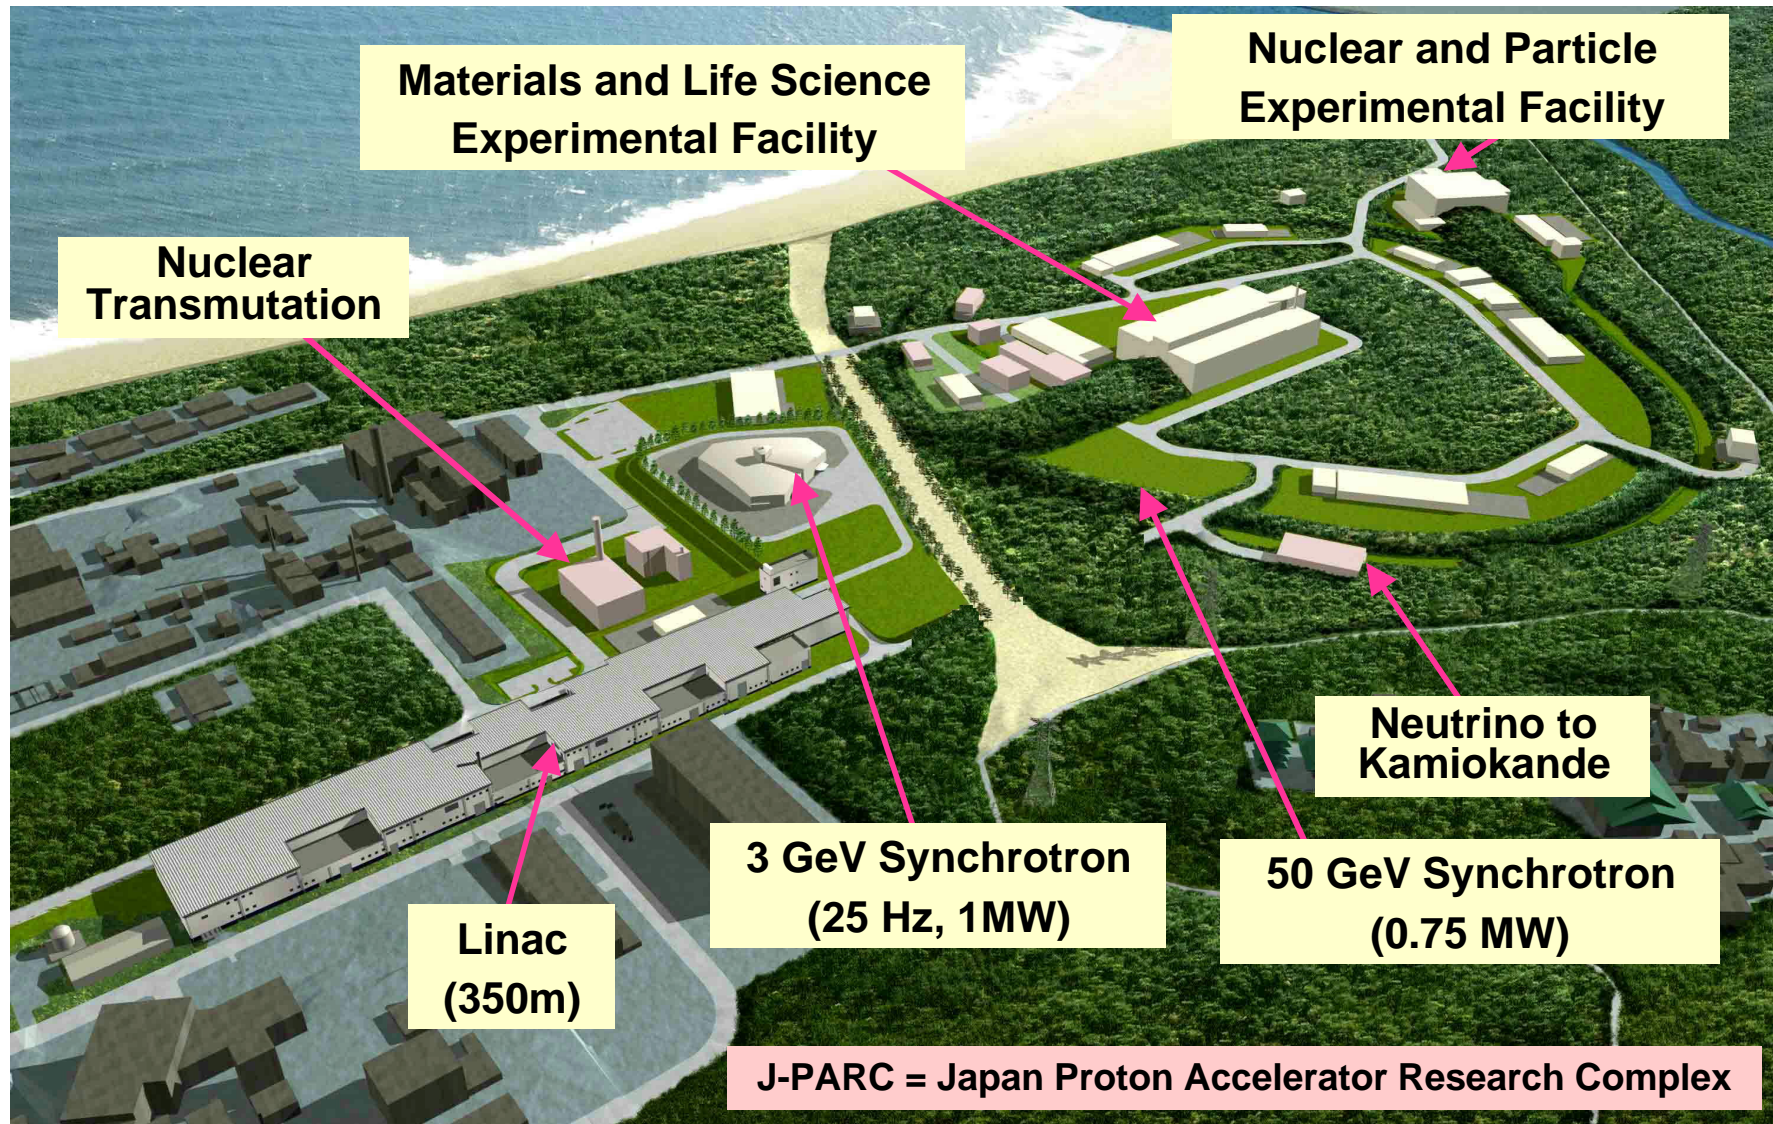 Materials and Life Science
Experimental Facility
Nuclear and Particle
Experimental Facility
Nuclear
Transmutation
Neutrino to
Kamiokande
3 GeV Synchrotron
(25 Hz, 1MW)
50 GeV Synchrotron
(0.75 MW)
Linac
(350m)
J-PARC = Japan Proton Accelerator Research Complex